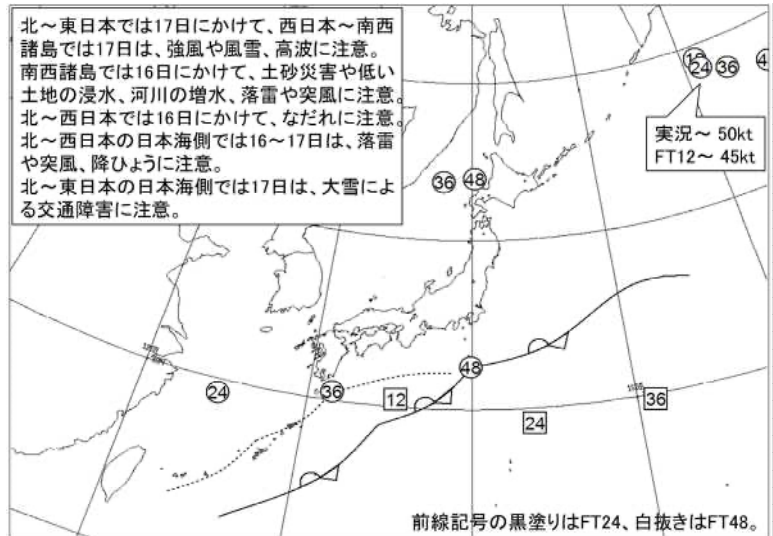 北～東日本では17日にかけて、西日本～南西
諸島では17日は、強風や風雪、高波に注意。
南西諸島では16日にかけて、土砂災害や低い
土地の浸水、河川の増水、落雷や突風に注意。
北～西日本では16日にかけて、なだれに注意。
北～西日本の日本海側では16～17日は、落雷
や突風、降ひょうに注意。
北～東日本の日本海側では17日は、大雪によ
る交通障害に注意。
24
36
実況～ 50kt
FT12～ 45kt
36
48
48
24
36
12
24
36
前線記号の黒塗りはFT24、白抜きはFT48。